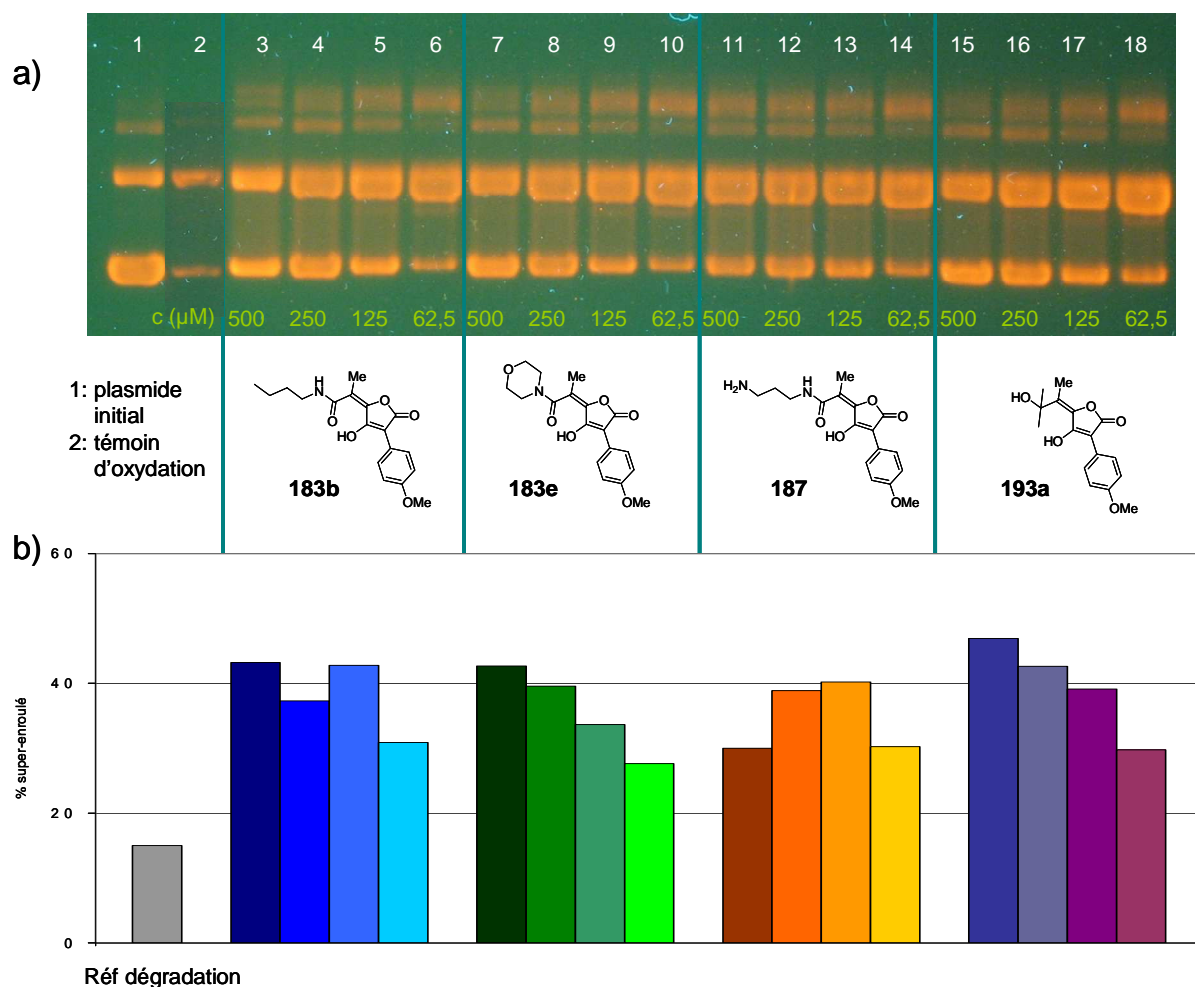 a)
1 2 3 4 5 6 7 8 9 10 11 12 13 14 15 16 17 18
c (µM) 500 250 125 62,5 500 250 125 62,5 500 250 125 62,5 500 250 125 62,5
1: plasmide
initial
2: témoin
d'oxydation
H
N
Me
O
O
O
HO
OMe
183b
O
N
Me
O
O
O
HO
OMe
183e
H2N
H
N
Me
O
O
O
HO
OMe
187
HO
Me
O
O
HO
OMe
193a
b)
% super-enroulé
60
40
20
0
Réf dégradation